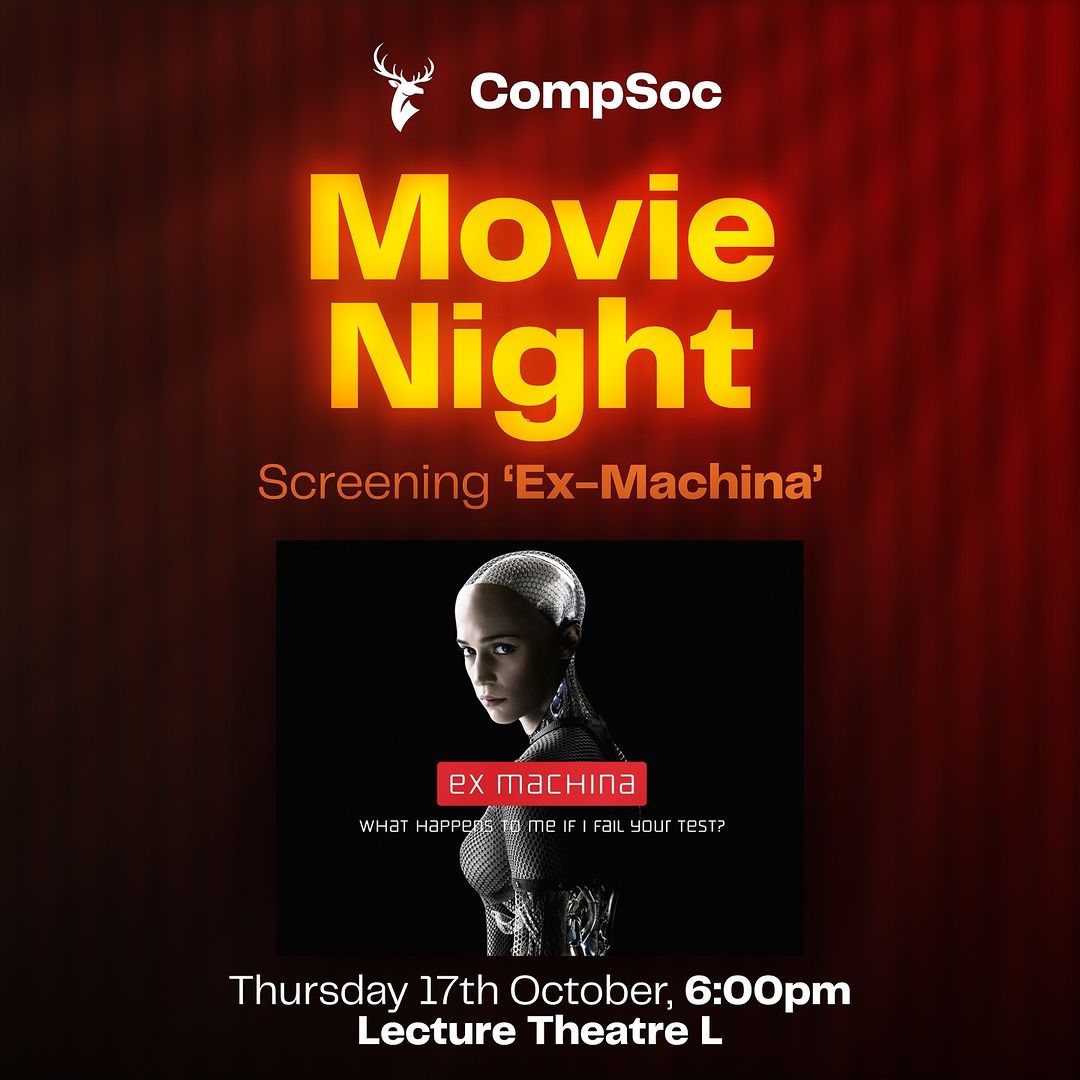 CompSoc
Movie
Night
Screening ‘Ex-Machina’
ex machina
WHAT HAPPENS TO ME IF I FAIL YOUR TEST?
Thursday 17th October, 6:00pm
Lecture Theatre L